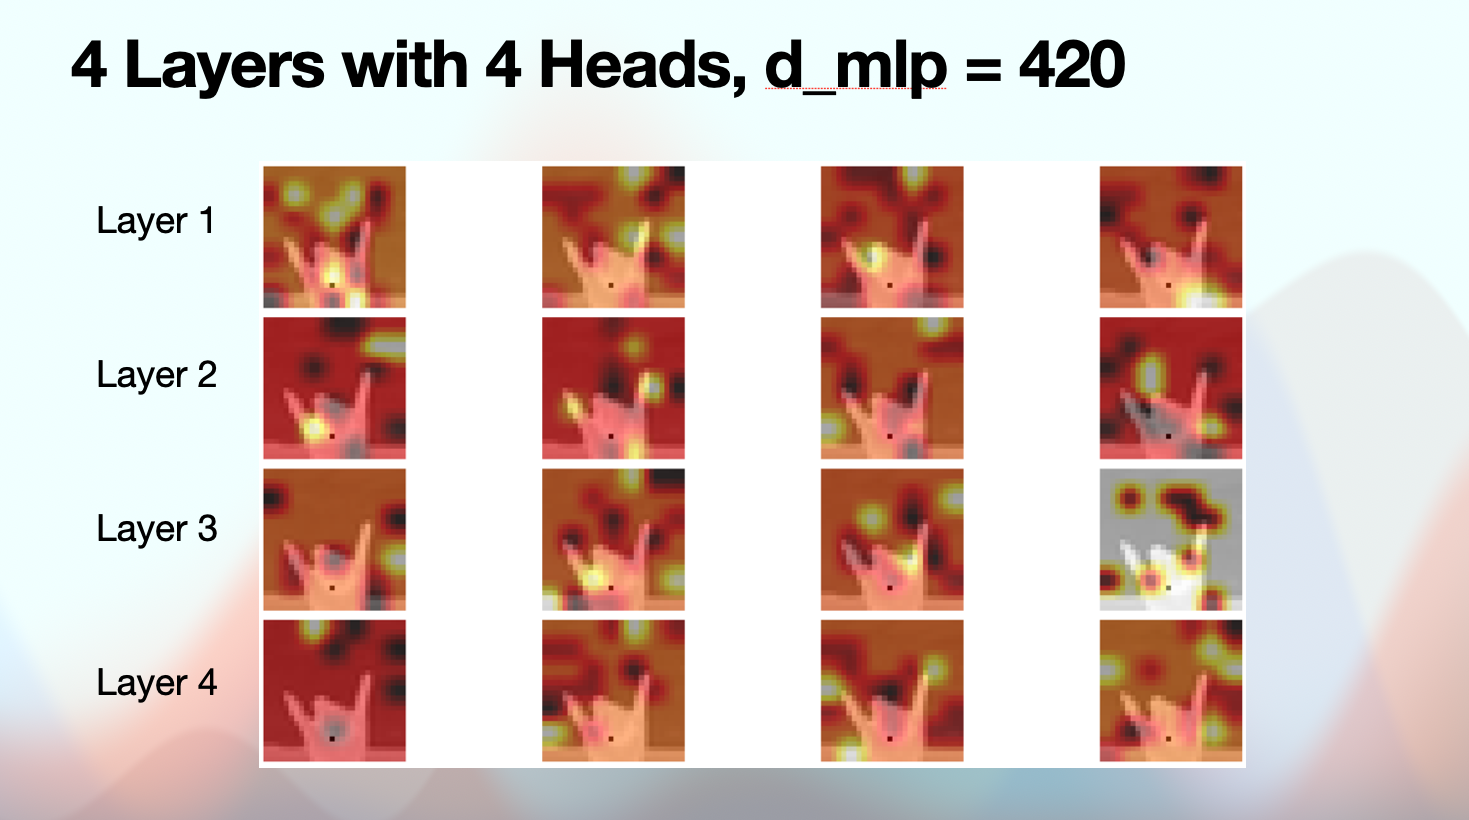 4 Layers with 4 Heads, d_mlp = 420
Layer 1
Layer 2
Layer 3
Layer 4